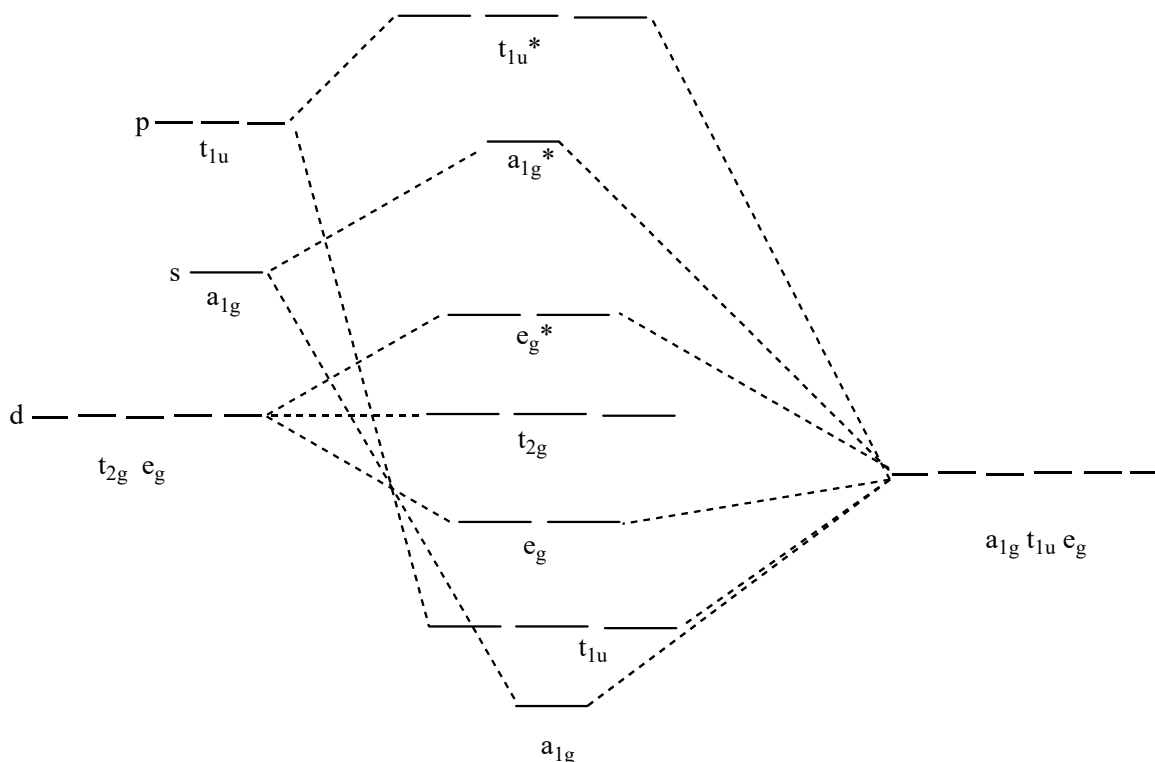 t₁ᵤ*
p
t₁ᵤ
a₁g*
s
a₁g
eg*
d
t₂g
t₂g eg
eg
a₁g t₁ᵤ eg
t₁ᵤ
a₁g